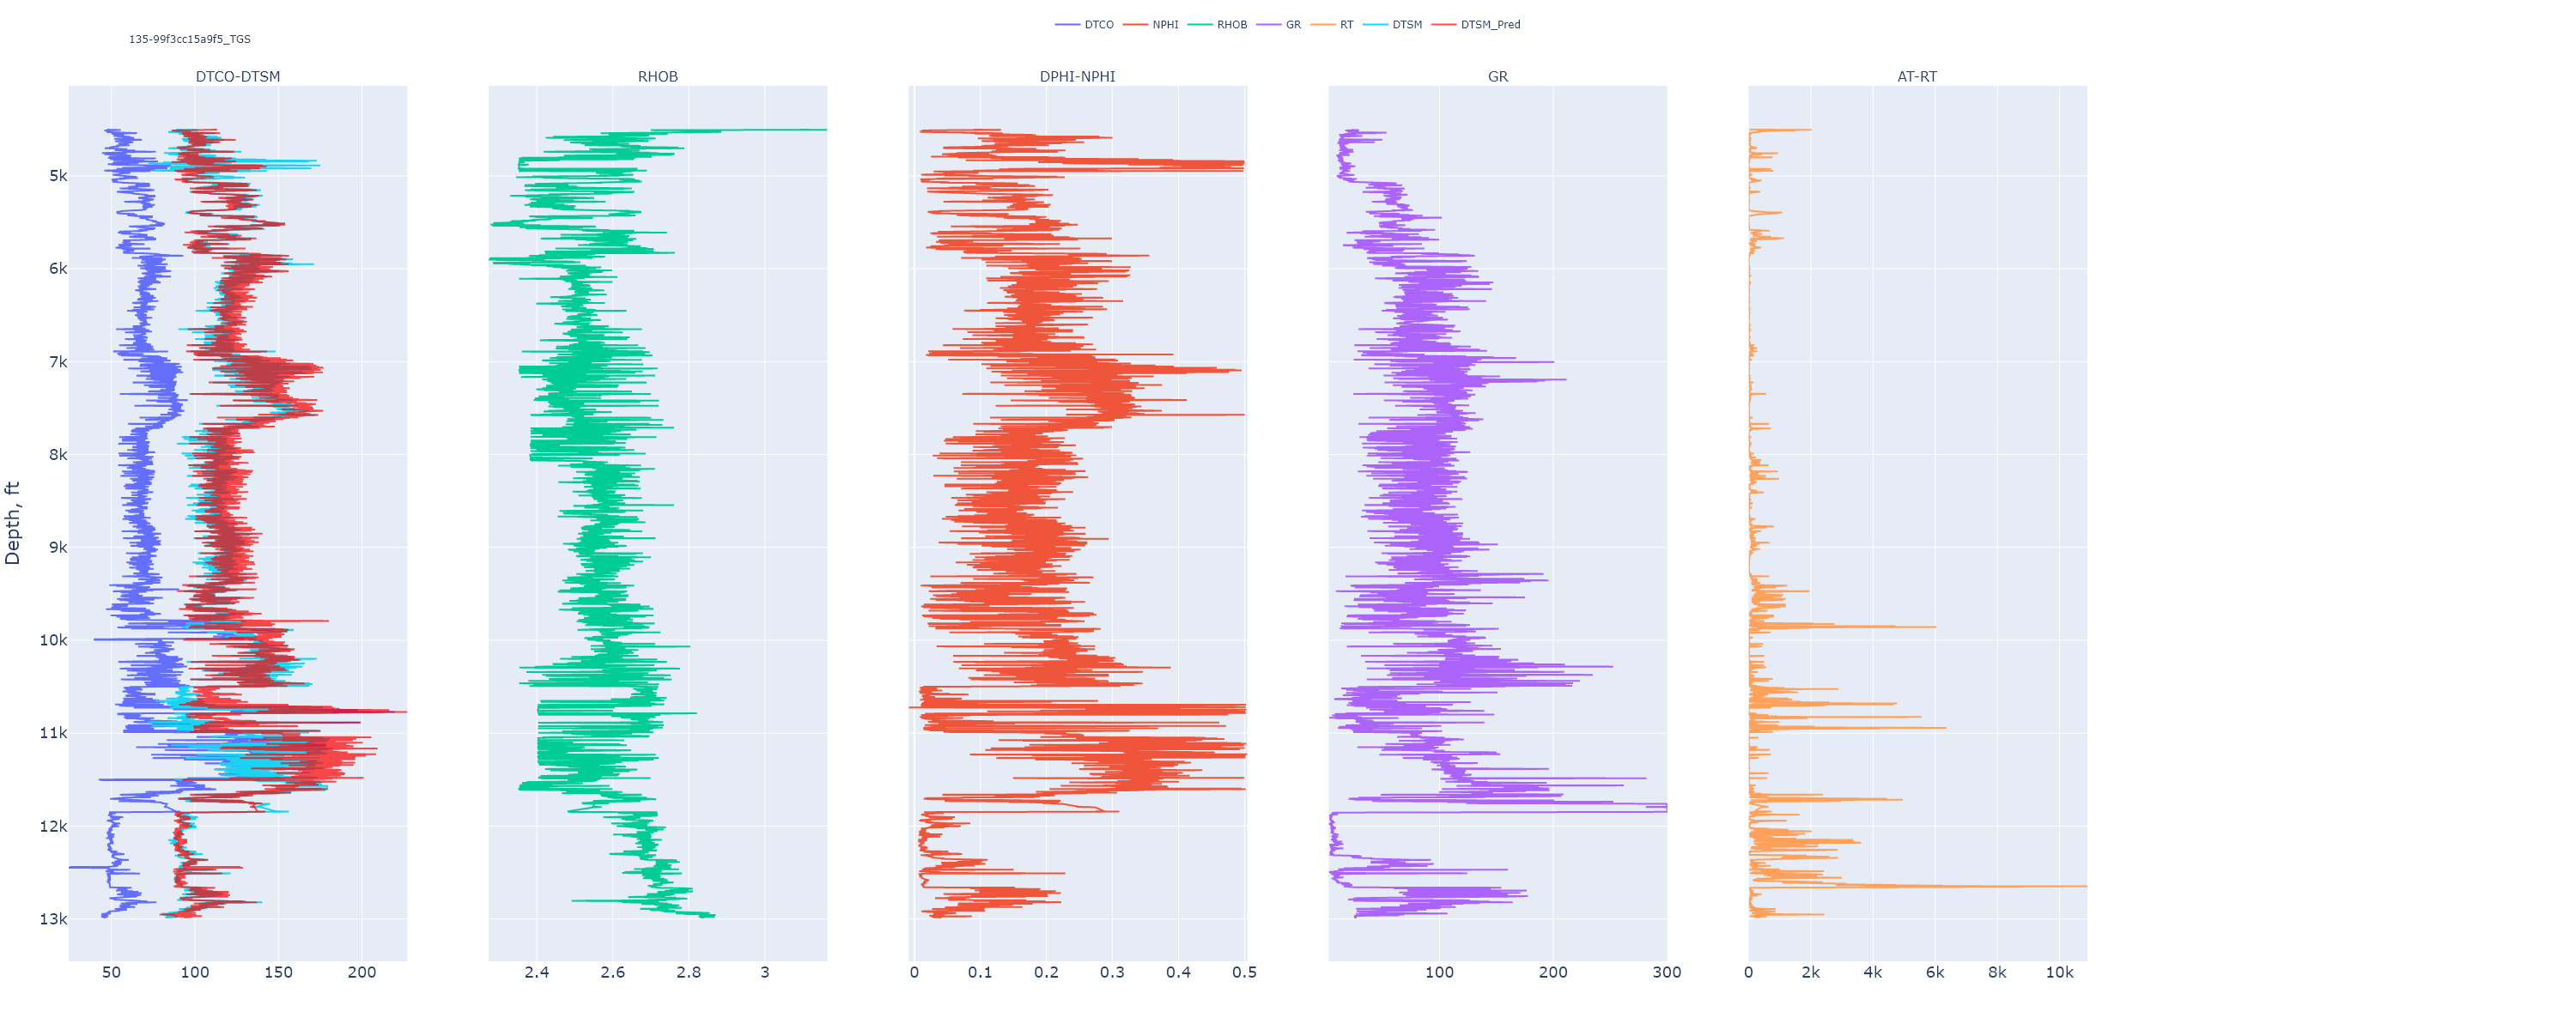 DTCO NPHI RHOB GR RT DTSM DTSM_Pred
135-99f3cc15a9f5_TGS
DTCO-DTSM RHOB DPHI-NPHI GR AT-RT
Depth, ft
5k
6k
7k
8k
9k
10k
11k
12k
13k
50 100 150 200
2.4 2.6 2.8 3
0 0.1 0.2 0.3 0.4 0.5
100 200 300
0 2k 4k 6k 8k 10k